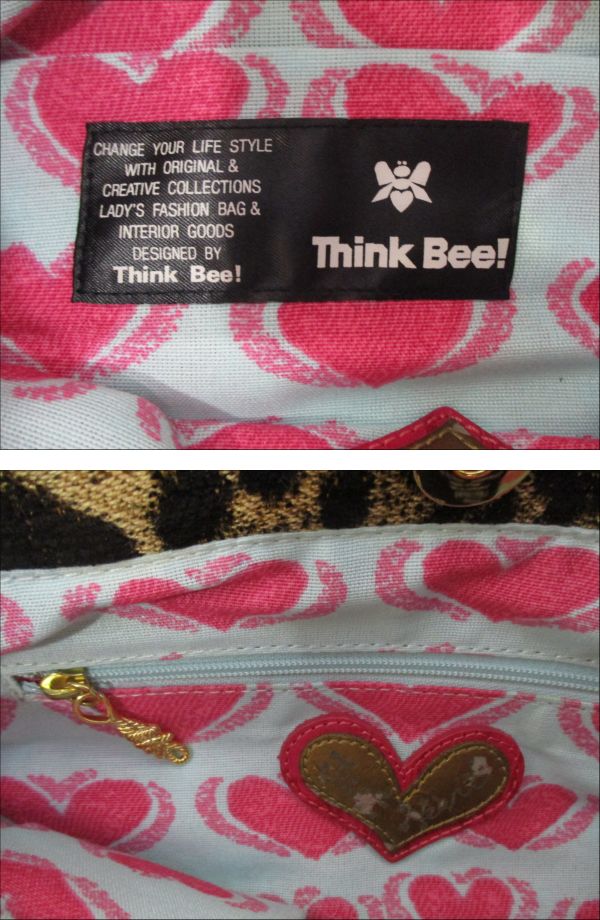 CHANGE YOUR LIFE STYLE
WITH ORIGINAL &
CREATIVE COLLECTIONS
LADY'S FASHION BAG &
INTERIOR GOODS
DESIGNED BY
Think Bee!
Think Bee!